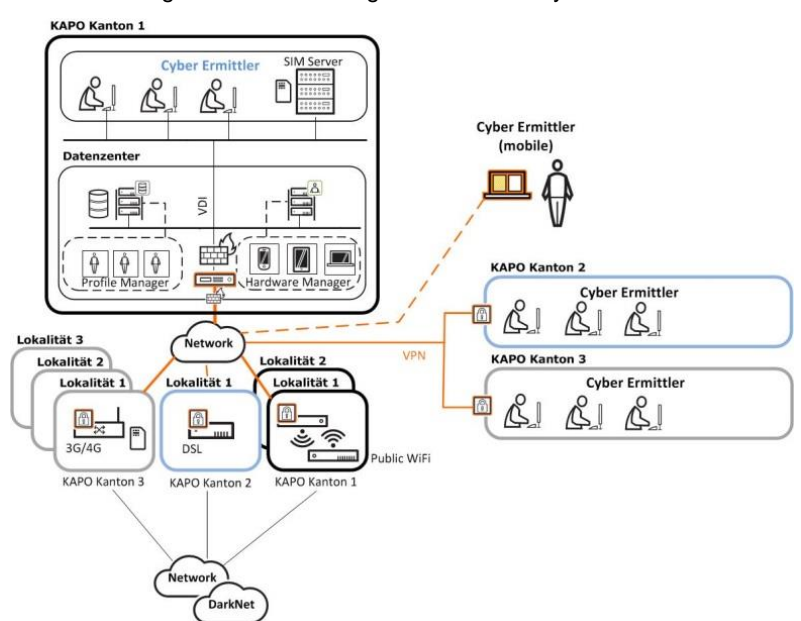 KAPO Kanton 1
Cyber Ermittler
SIM Server
Datenzenter
VDI
Profile Manager
Hardware Manager
Cyber Ermittler
(mobile)
KAPO Kanton 2
Cyber Ermittler
KAPO Kanton 3
Cyber Ermittler
VPN
Network
Lokalität 3
Lokalität 2
Lokalität 1
3G/4G
KAPO Kanton 3
Lokalität 1
DSL
KAPO Kanton 2
Lokalität 2
Lokalität 1
Public WiFi
KAPO Kanton 1
Network
DarkNet